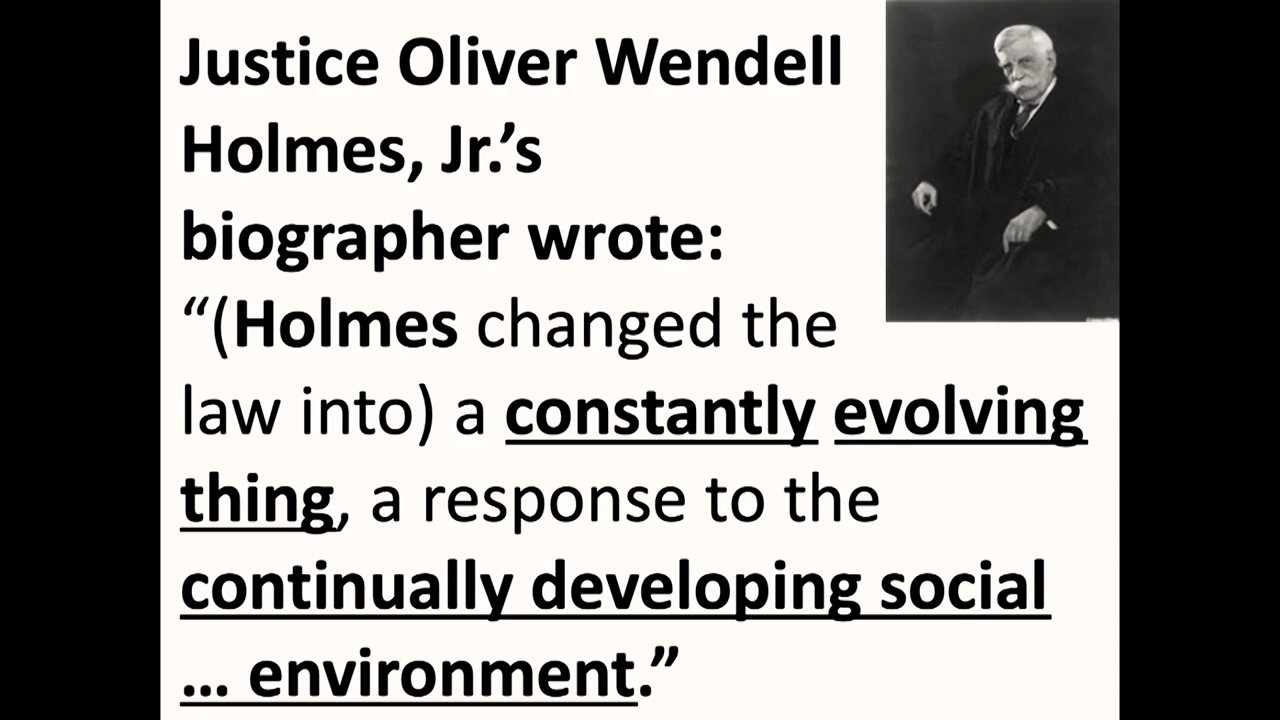 Justice Oliver Wendell
Holmes, Jr.’s
biographer wrote:
“(Holmes changed the
law into) a constantly evolving
thing, a response to the
continually developing social
… environment.”